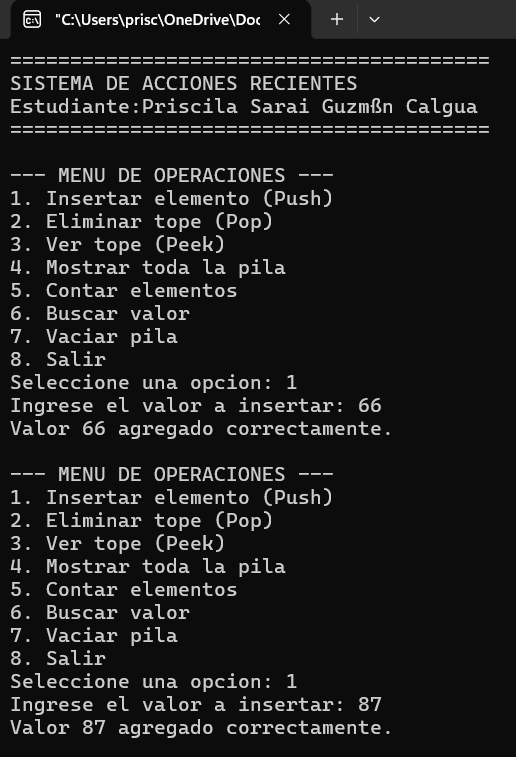 "C:\Users\prisc\OneDrive\Doc
========================================
SISTEMA DE ACCIONES RECIENTES
Estudiante:Priscila Sarai Guzmßn Calgua
========================================
--- MENU DE OPERACIONES ---
1. Insertar elemento (Push)
2. Eliminar tope (Pop)
3. Ver tope (Peek)
4. Mostrar toda la pila
5. Contar elementos
6. Buscar valor
7. Vaciar pila
8. Salir
Seleccione una opcion: 1
Ingrese el valor a insertar: 66
Valor 66 agregado correctamente.
--- MENU DE OPERACIONES ---
1. Insertar elemento (Push)
2. Eliminar tope (Pop)
3. Ver tope (Peek)
4. Mostrar toda la pila
5. Contar elementos
6. Buscar valor
7. Vaciar pila
8. Salir
Seleccione una opcion: 1
Ingrese el valor a insertar: 87
Valor 87 agregado correctamente.